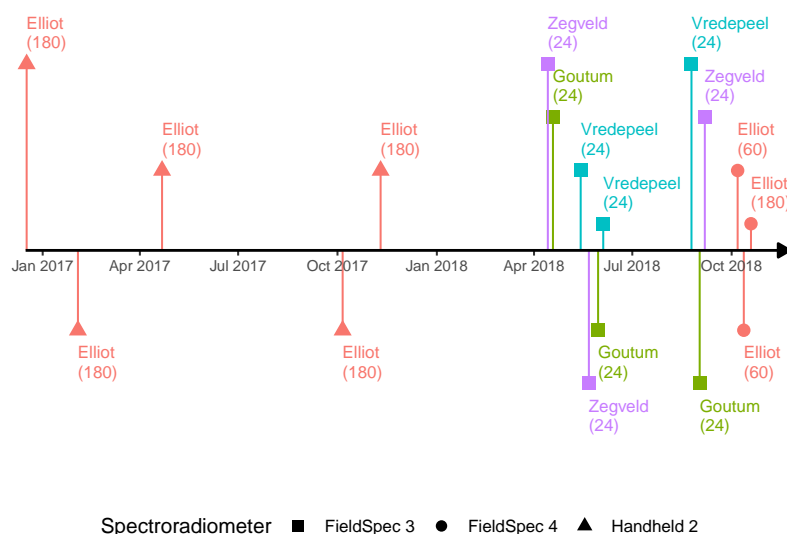 Elliot
(180)
Zegveld
(24)
Vredepeel
(24)
Goutum
(24)
Zegveld
(24)
Elliot
(180)
Elliot
(180)
Vredepeel
(24)
Elliot
(60)
Vredepeel
(24)
Elliot
(180)
Jan 2017
Apr 2017
Jul 2017
Oct 2017
Jan 2018
Apr 2018
Jul 2018
Oct 2018
Elliot
(180)
Elliot
(180)
Goutum
(24)
Elliot
(60)
Zegveld
(24)
Goutum
(24)
Spectroradiometer FieldSpec 3 FieldSpec 4 Handheld 2